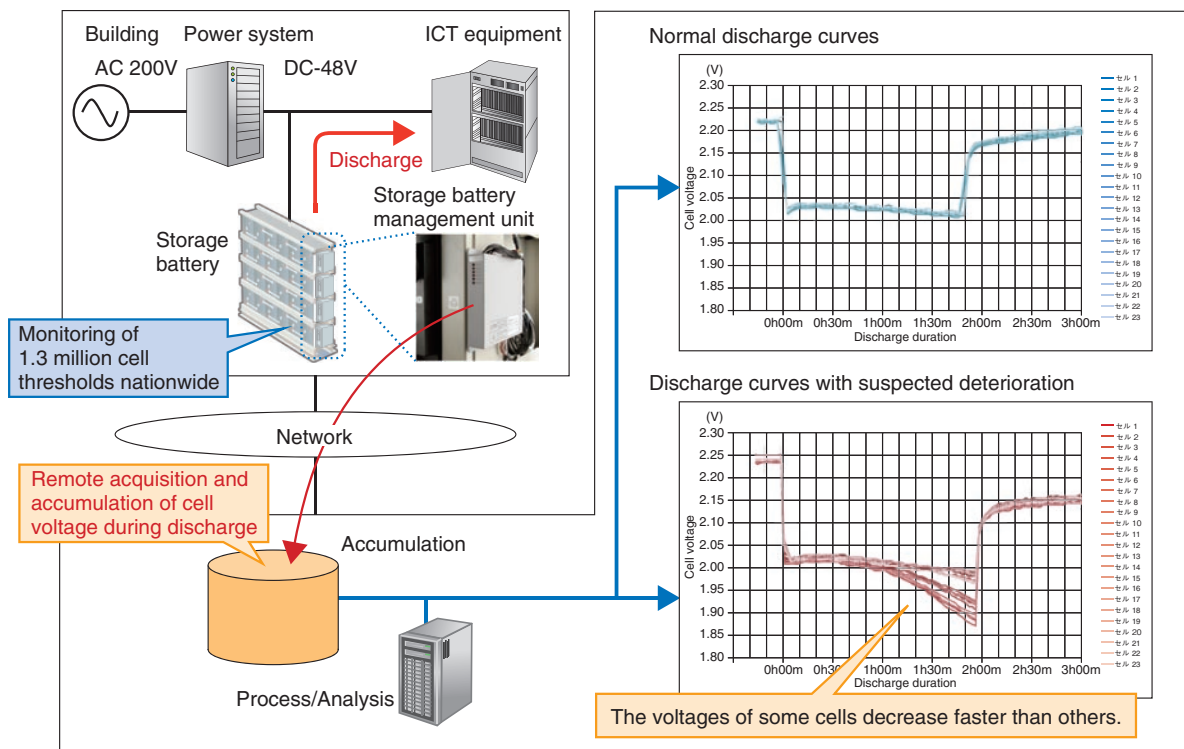 Building
Power system
ICT equipment
AC 200V
DC-48V
Discharge
Storage battery
management unit
Storage
battery
Monitoring of
1.3 million cell
thresholds nationwide
Network
Remote acquisition and
accumulation of cell
voltage during discharge
Accumulation
Process/Analysis
Normal discharge curves
(V)
2.30
2.25
2.20
2.15
2.10
2.05
2.00
1.95
1.90
1.85
1.80
Cell voltage
0h00m 0h30m 1h00m 1h30m 2h00m 2h30m 3h00m
Discharge duration
セル 1
セル 2
セル 3
セル 4
セル 5
セル 6
セル 7
セル 8
セル 9
セル 10
セル 11
セル 12
セル 13
セル 14
セル 15
セル 16
セル 17
セル 18
セル 19
セル 20
セル 21
セル 22
セル 23
Discharge curves with suspected deterioration
(V)
2.30
2.25
2.20
2.15
2.10
2.05
2.00
1.95
1.90
1.85
1.80
Cell voltage
0h00m 0h30m 1h00m 1h30m 2h00m 2h30m 3h00m
Discharge duration
セル 1
セル 2
セル 3
セル 4
セル 5
セル 6
セル 7
セル 8
セル 9
セル 10
セル 11
セル 12
セル 13
セル 14
セル 15
セル 16
セル 17
セル 18
セル 19
セル 20
セル 21
セル 22
セル 23
The voltages of some cells decrease faster than others.